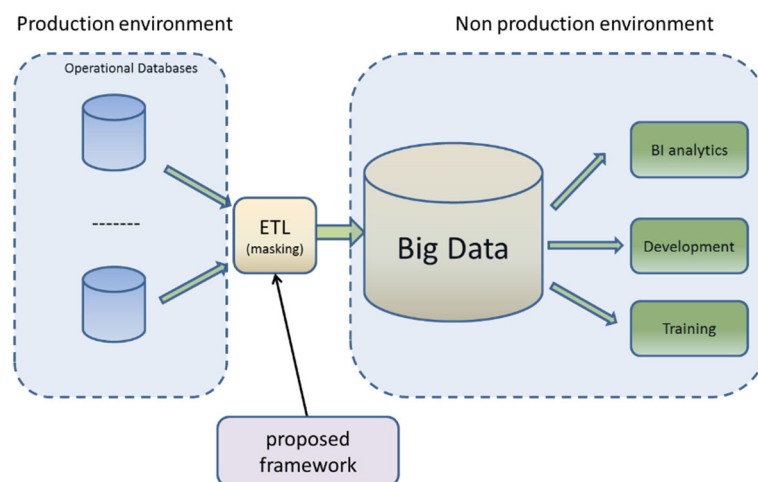 Production environment
Non production environment
Operational Databases
-------
ETL
(masking)
Big Data
BI analytics
Development
Training
proposed
framework